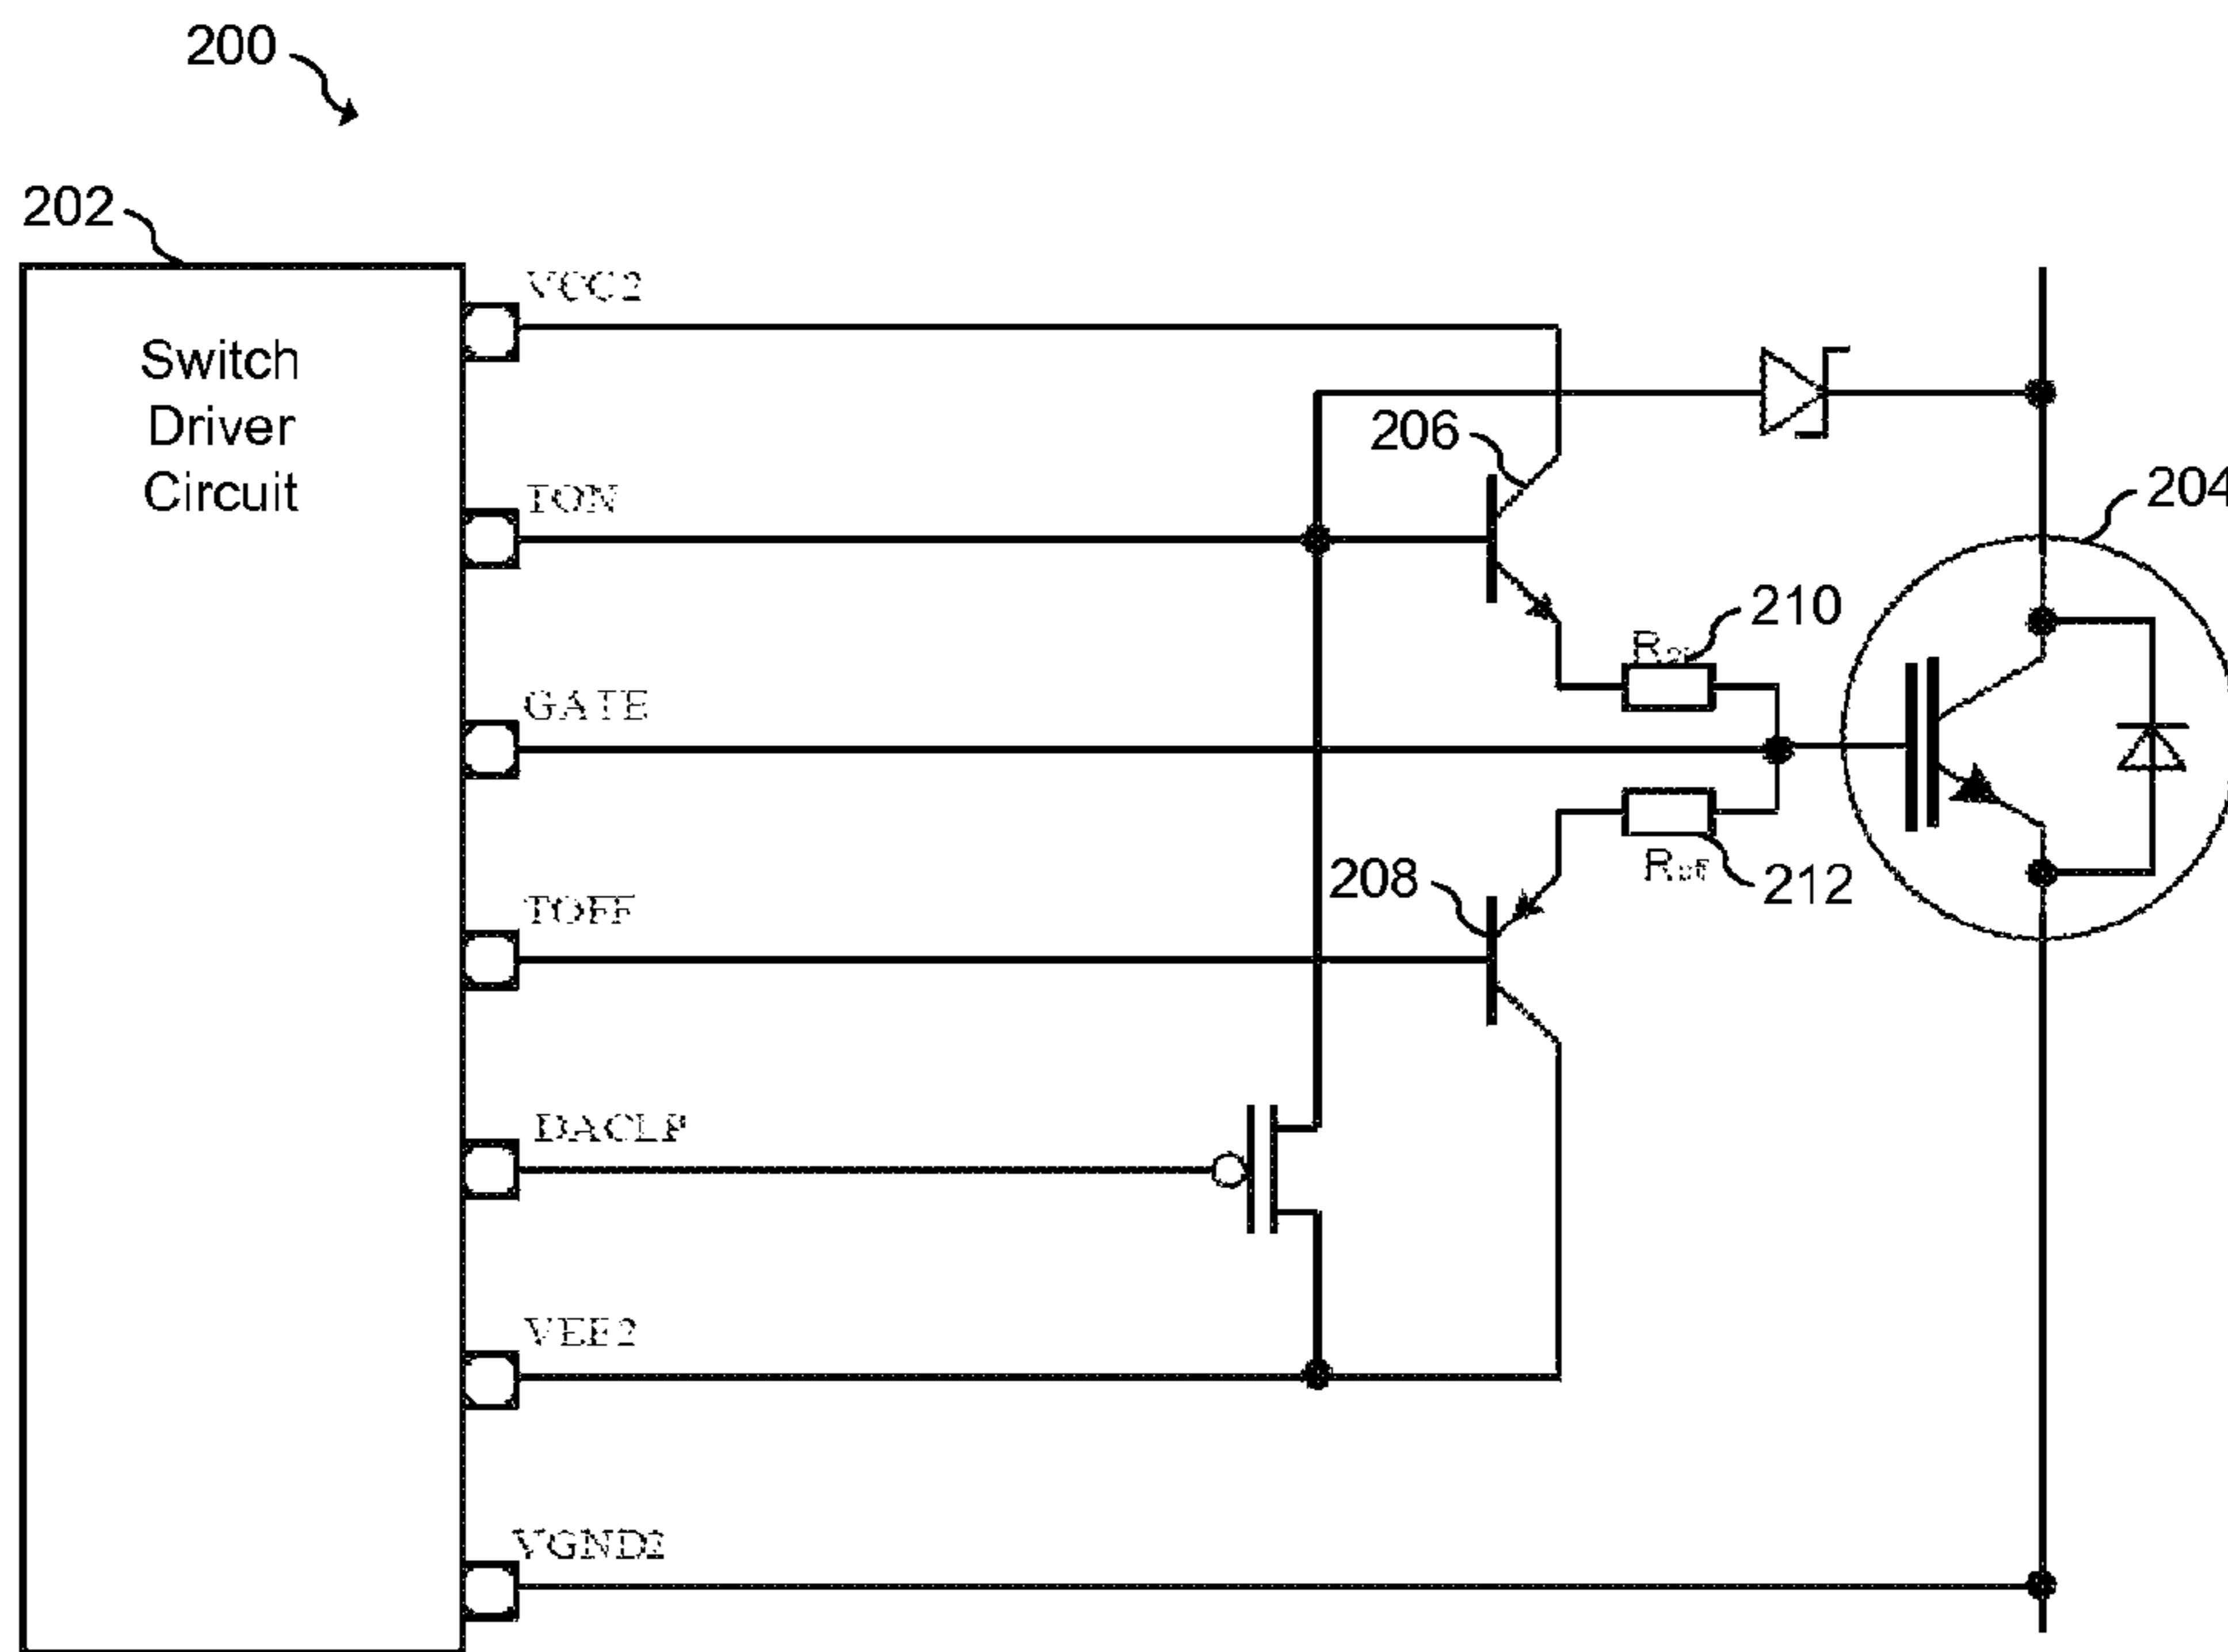 200
202
VCC2
Switch
Driver
Circuit
206
204
TON
210
GATE
208
212
TOFF
DACLP
VEE2
VGND2